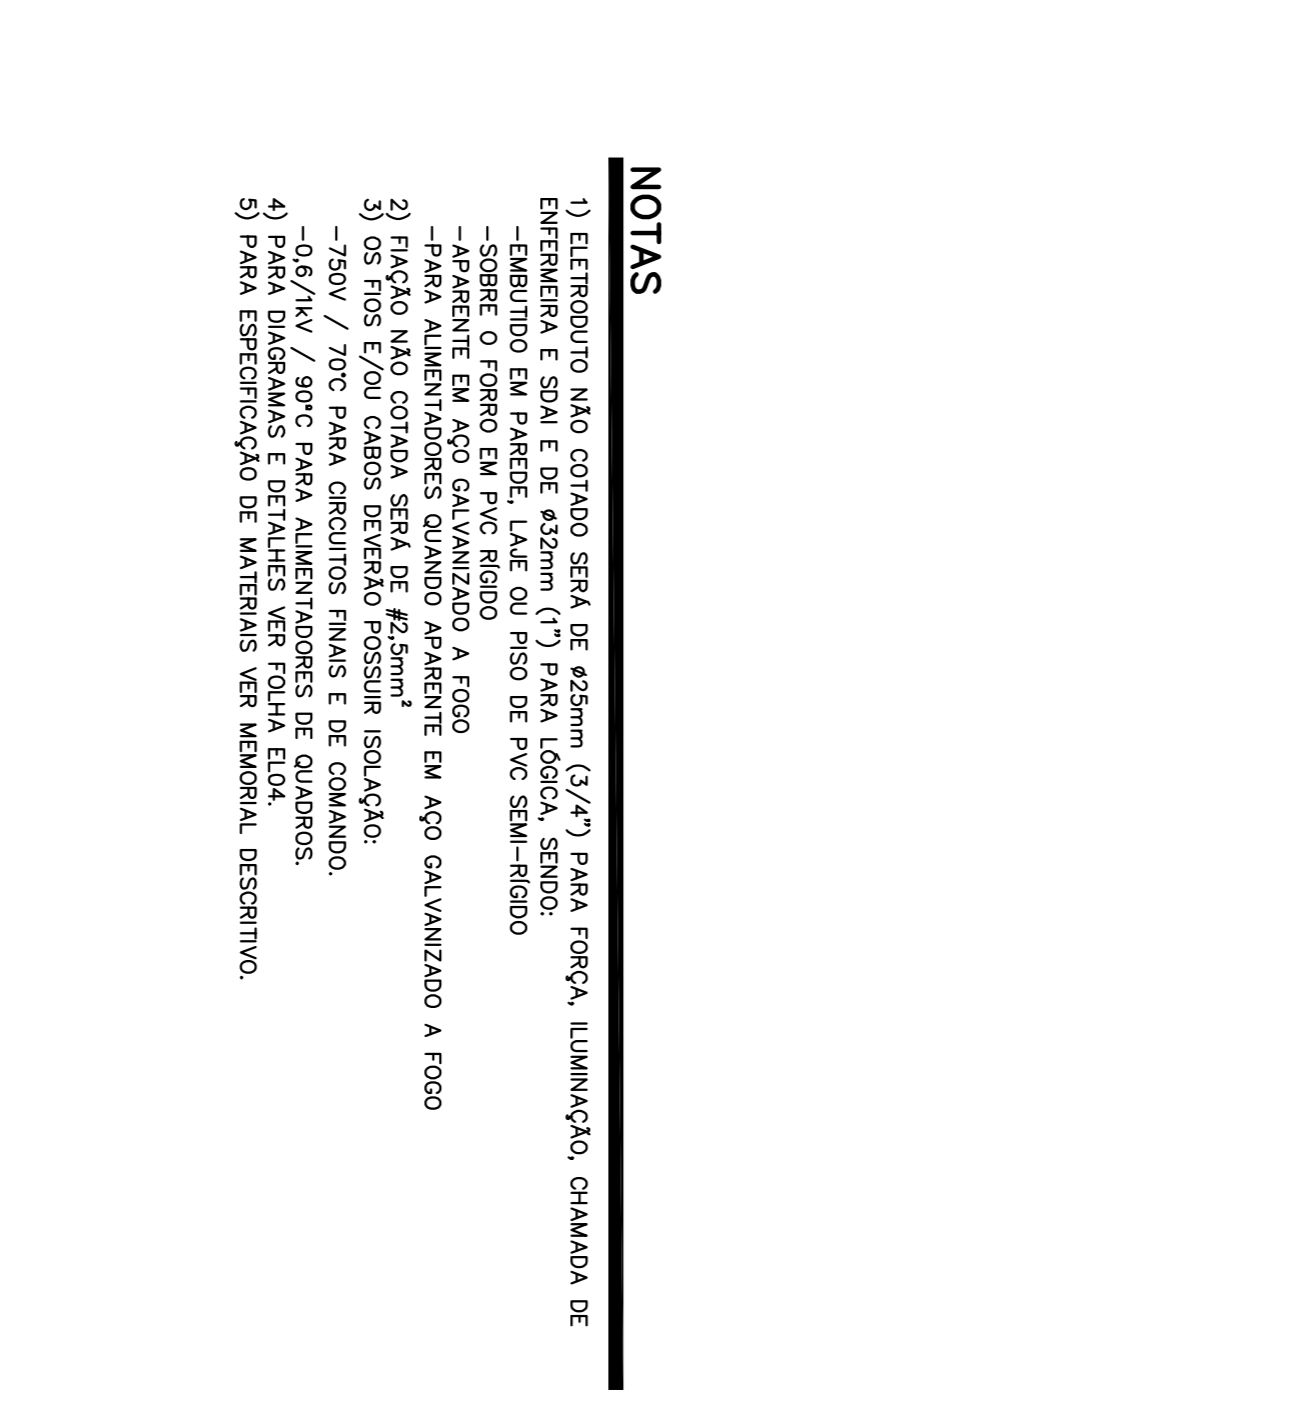 NOTAS
1) ELETRODUTO NÃO COTADO SERÁ DE ø25mm (3/4") PARA FORÇA, ILUMINAÇÃO, CHAMADA DE
ENFERMEIRA E SDAI E DE ø32mm (1") PARA LÓGICA, SENDO:
-EMBUTIDO EM PAREDE, LAJE OU PISO DE PVC SEMI-RÍGIDO
-SOBRE O FORRO EM PVC RÍGIDO
-APARENTE EM AÇO GALVANIZADO A FOGO
-PARA ALIMENTADORES QUANDO APARENTE EM AÇO GALVANIZADO A FOGO
2) FIAÇÃO NÃO COTADA SERÁ DE #2,5mm²
3) OS FIOS E/OU CABOS DEVERÃO POSSUIR ISOLAÇÃO:
-750V / 70°C PARA CIRCUITOS FINAIS E DE COMANDO.
-0,6/1kV / 90°C PARA ALIMENTADORES DE QUADROS.
4) PARA DIAGRAMAS E DETALHES VER FOLHA EL04.
5) PARA ESPECIFICAÇÃO DE MATERIAIS VER MEMORIAL DESCRITIVO.